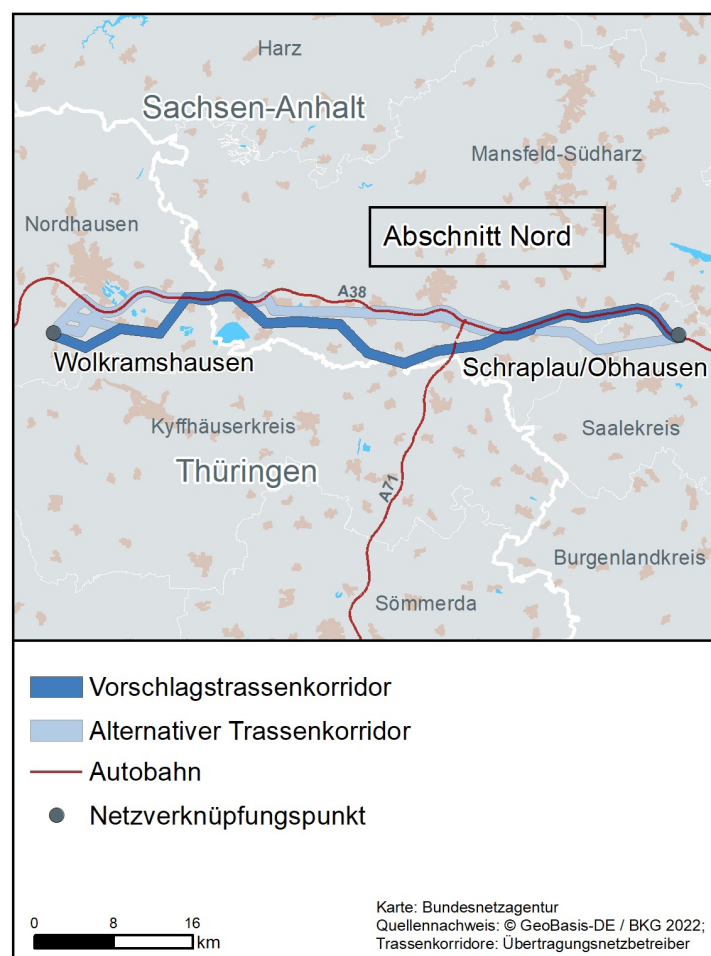 Harz
Sachsen-Anhalt
Mansfeld-Südharz
Nordhausen
Abschnitt Nord
A38
Wolkramshausen
Schraplau/Obhausen
Kyffhäuserkreis
Saalekreis
Thüringen
A71
Burgenlandkreis
Sömmerda
Vorschlagstrassenkorridor
Alternativer Trassenkorridor
Autobahn
Netzverknüpfungspunkt
0 8 16
km
Karte: Bundesnetzagentur
Quellennachweis: © GeoBasis-DE / BKG 2022;
Trassenkorridore: Übertragungsnetzbetreiber